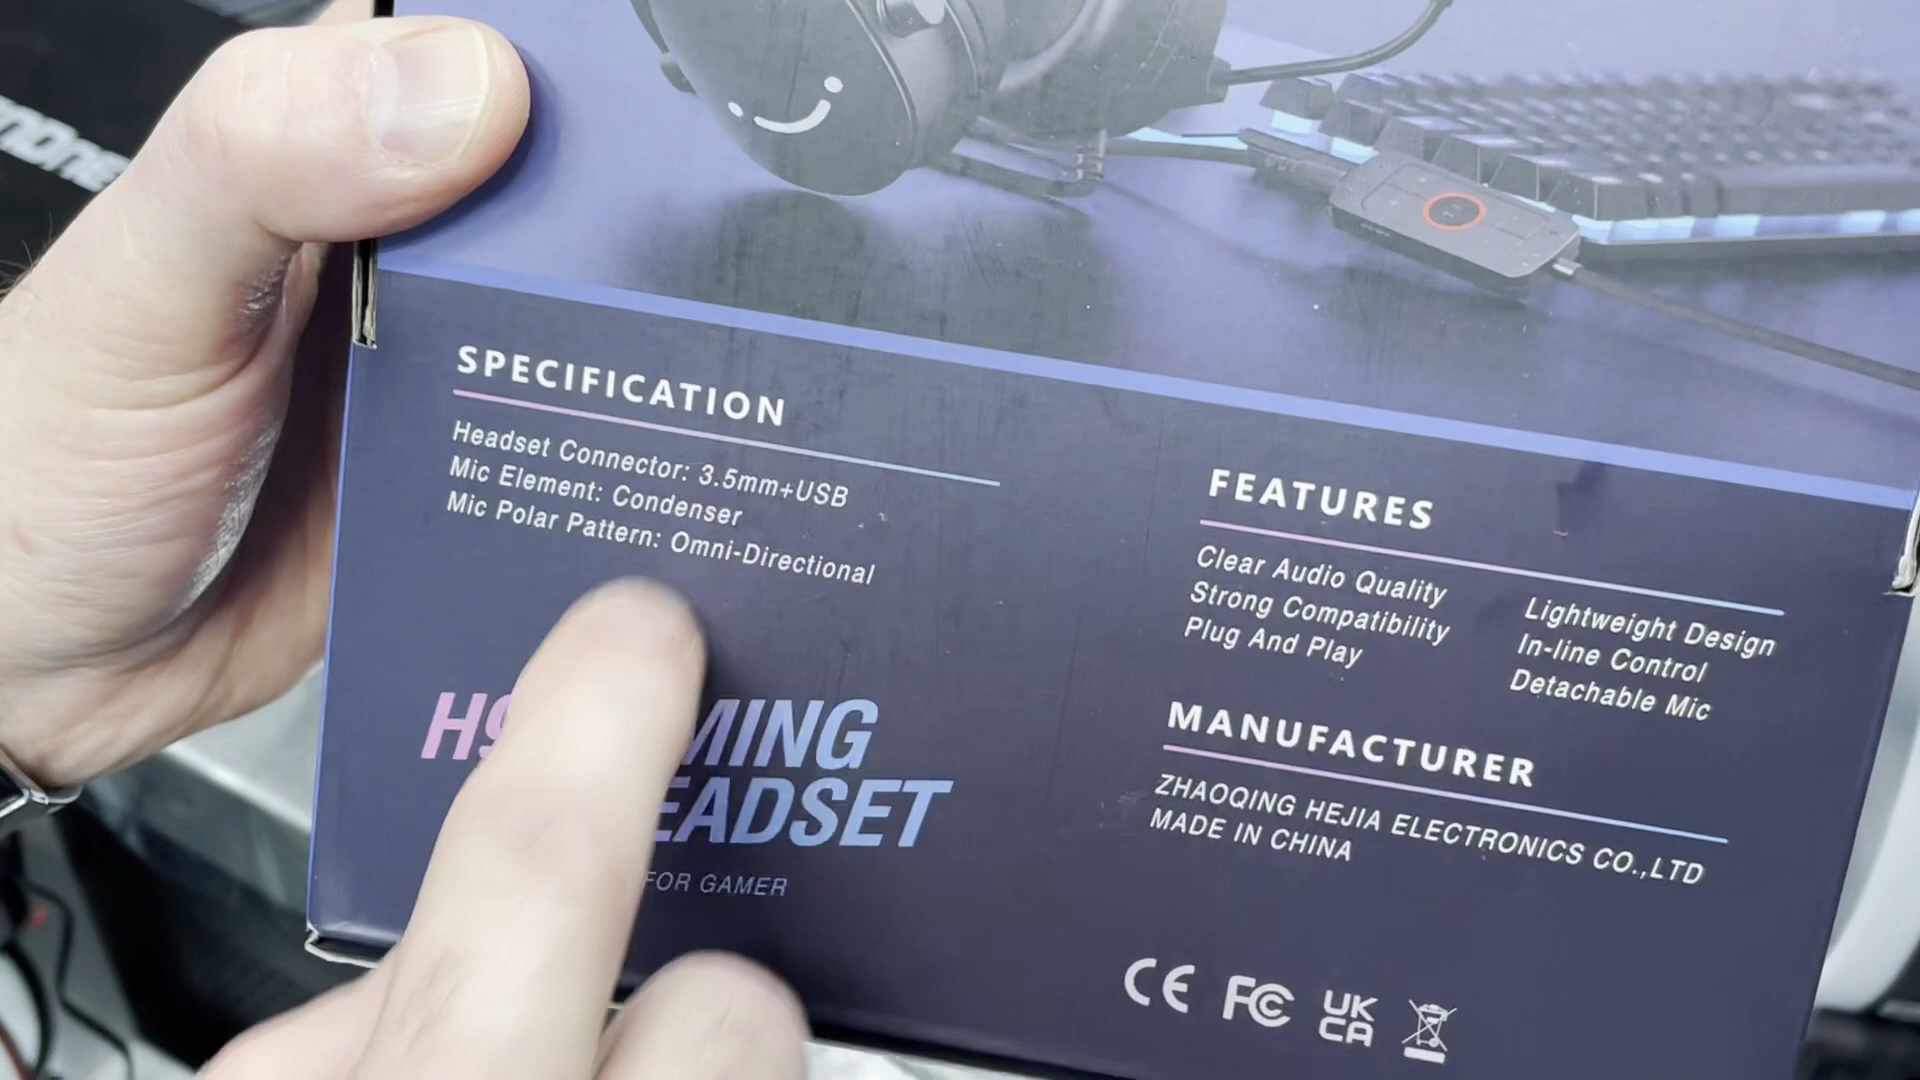 SPECIFICATION
Headset Connector: 3.5mm+USB
Mic Element: Condenser
Mic Polar Pattern: Omni-Directional
FEATURES
Clear Audio Quality
Strong Compatibility
Plug And Play
Lightweight Design
In-line Control
Detachable Mic
MANUFACTURER
ZHAOQING HEJIA ELECTRONICS CO.,LTD
MADE IN CHINA
FOR GAMER
CE FC UK CA